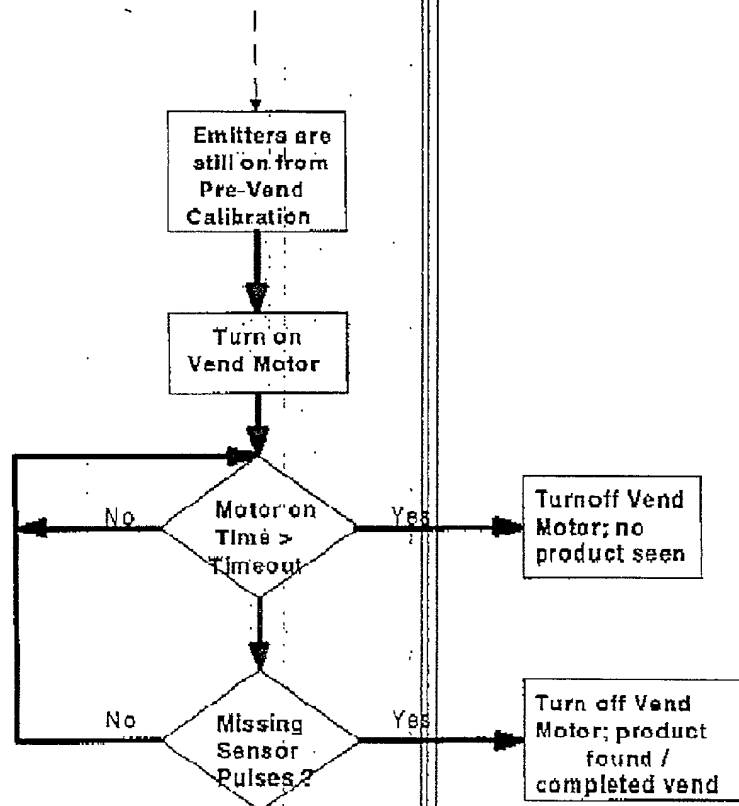 Emitters are
still on from
Pre-Vend
Calibration
Turn on
Vend Motor
Motor on
Time >
Timeout
No
Yes
Turnoff Vend
Motor; no
product seen
Missing
Sensor
Pulses ?
No
Yes
Turn off Vend
Motor; product
found /
completed vend